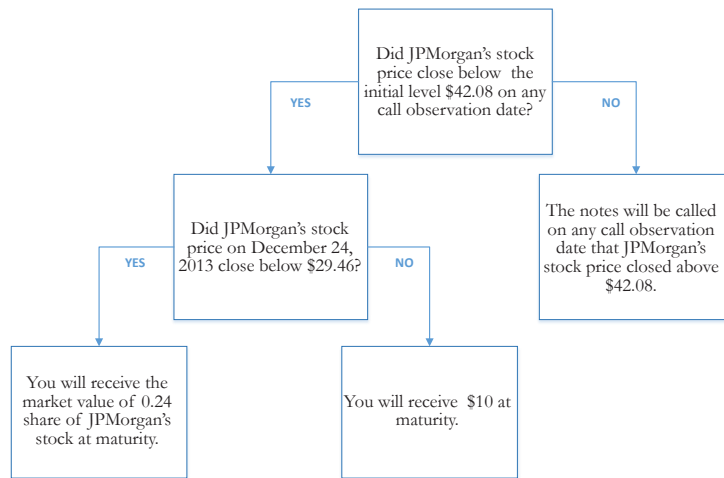 Did JPMorgan's stock
price close below the
initial level $42.08 on any
call observation date?
YES
NO
Did JPMorgan's stock
price on December 24,
2013 close below $29.46?
The notes will be called
on any call observation
date that JPMorgan's
stock price closed above
$42.08.
YES
NO
You will receive the
market value of 0.24
share of JPMorgan's
stock at maturity.
You will receive $10 at
maturity.